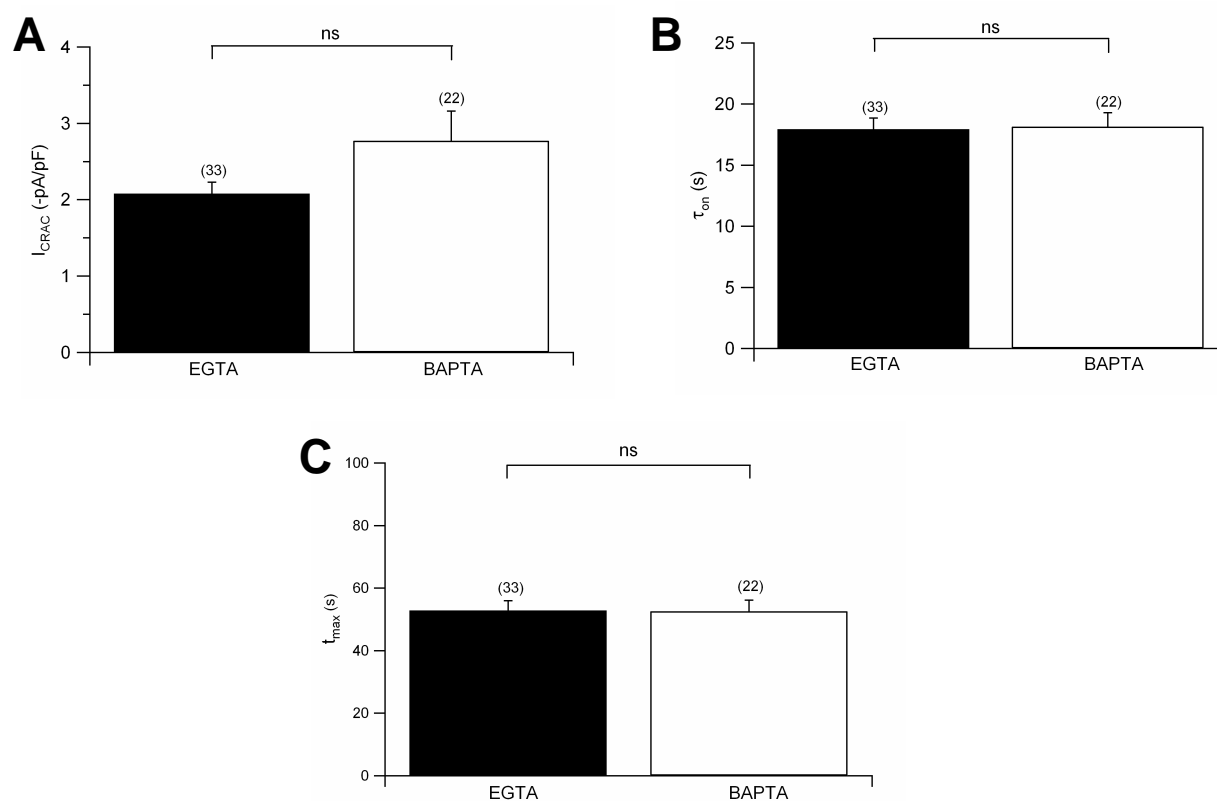 A
ns
4
3
2
1
0
I_CRAC (-pA/pF)
(33)
(22)
EGTA
BAPTA
B
ns
25
20
15
10
5
0
τ_on (s)
(33)
(22)
EGTA
BAPTA
C
ns
100
80
60
40
20
0
t_max (s)
(33)
(22)
EGTA
BAPTA